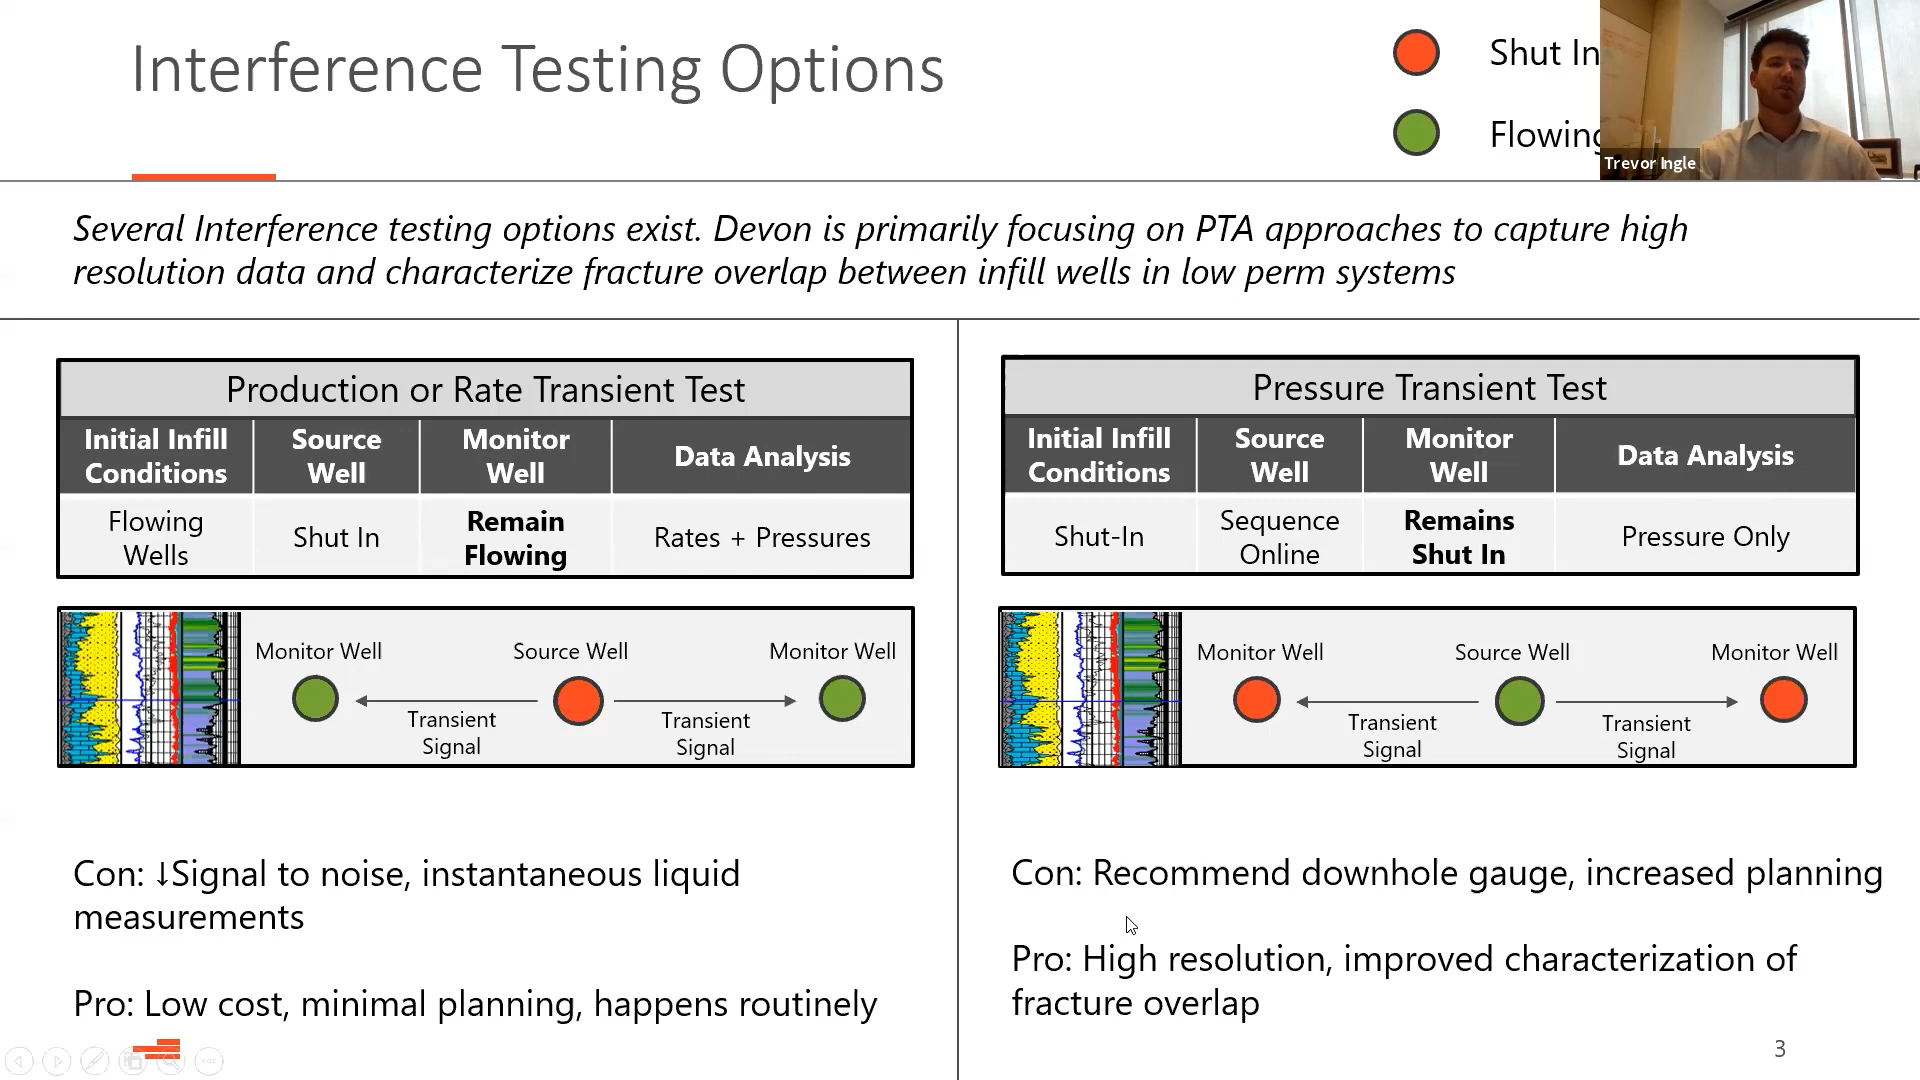 Interference Testing Options
Shut In
Flowing
Trevor Ingle
Several Interference testing options exist. Devon is primarily focusing on PTA approaches to capture high
resolution data and characterize fracture overlap between infill wells in low perm systems
Production or Rate Transient Test
Initial Infill Conditions
Source Well
Monitor Well
Data Analysis
Flowing Wells
Shut In
Remain Flowing
Rates + Pressures
Monitor Well
Source Well
Monitor Well
Transient Signal
Transient Signal
Con: ↓Signal to noise, instantaneous liquid
measurements
Pro: Low cost, minimal planning, happens routinely
Pressure Transient Test
Initial Infill Conditions
Source Well
Monitor Well
Data Analysis
Shut-In
Sequence Online
Remains Shut In
Pressure Only
Monitor Well
Source Well
Monitor Well
Transient Signal
Transient Signal
Con: Recommend downhole gauge, increased planning
Pro: High resolution, improved characterization of
fracture overlap
3